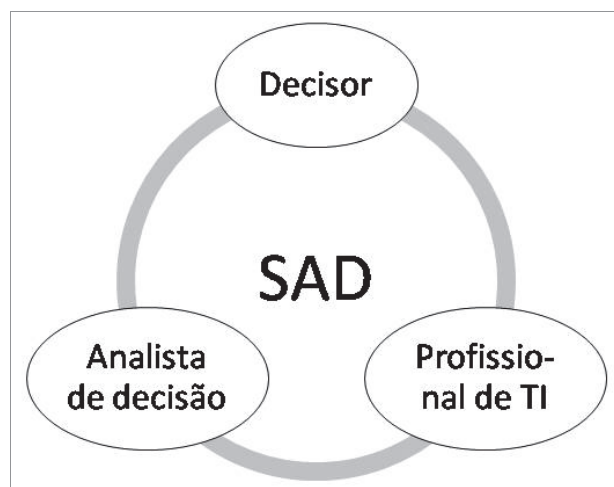 Decisor
SAD
Analista
de decisão
Profissio-
nal de TI